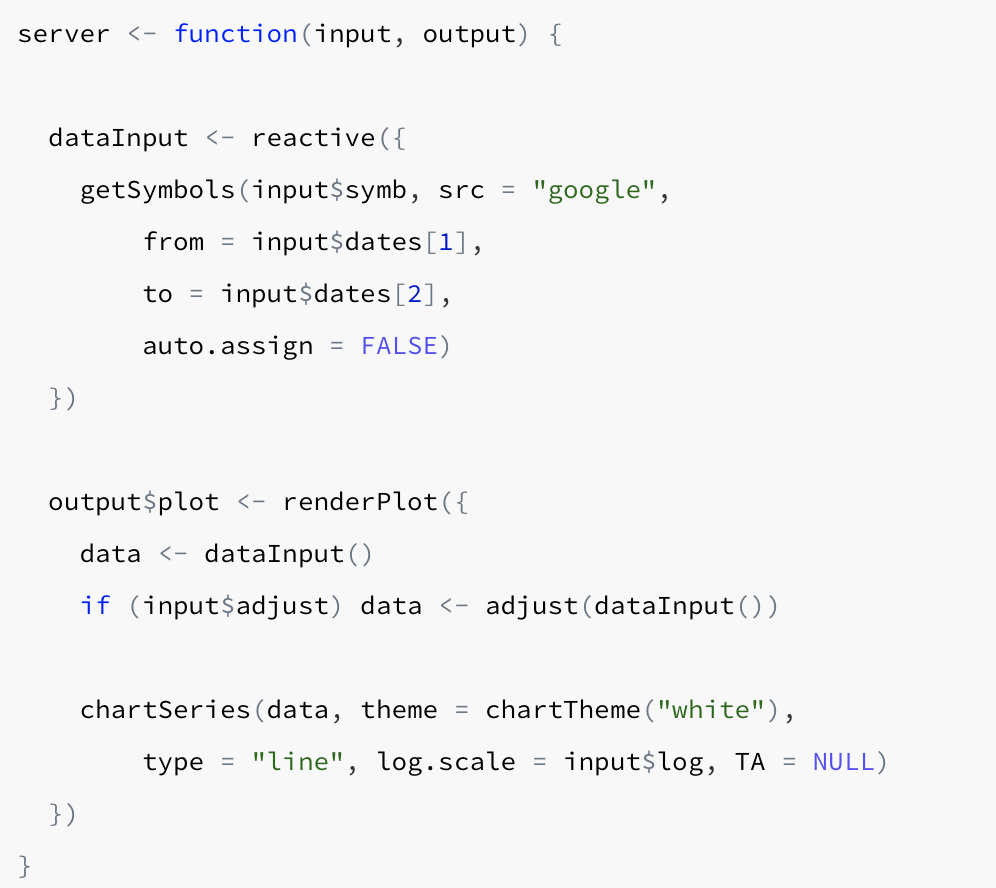 server <- function(input, output) {
  dataInput <- reactive({
    getSymbols(input$symb, src = "google",
        from = input$dates[1],
        to = input$dates[2],
        auto.assign = FALSE)
  })
  output$plot <- renderPlot({
    data <- dataInput()
    if (input$adjust) data <- adjust(dataInput())
    chartSeries(data, theme = chartTheme("white"),
        type = "line", log.scale = input$log, TA = NULL)
  })
}